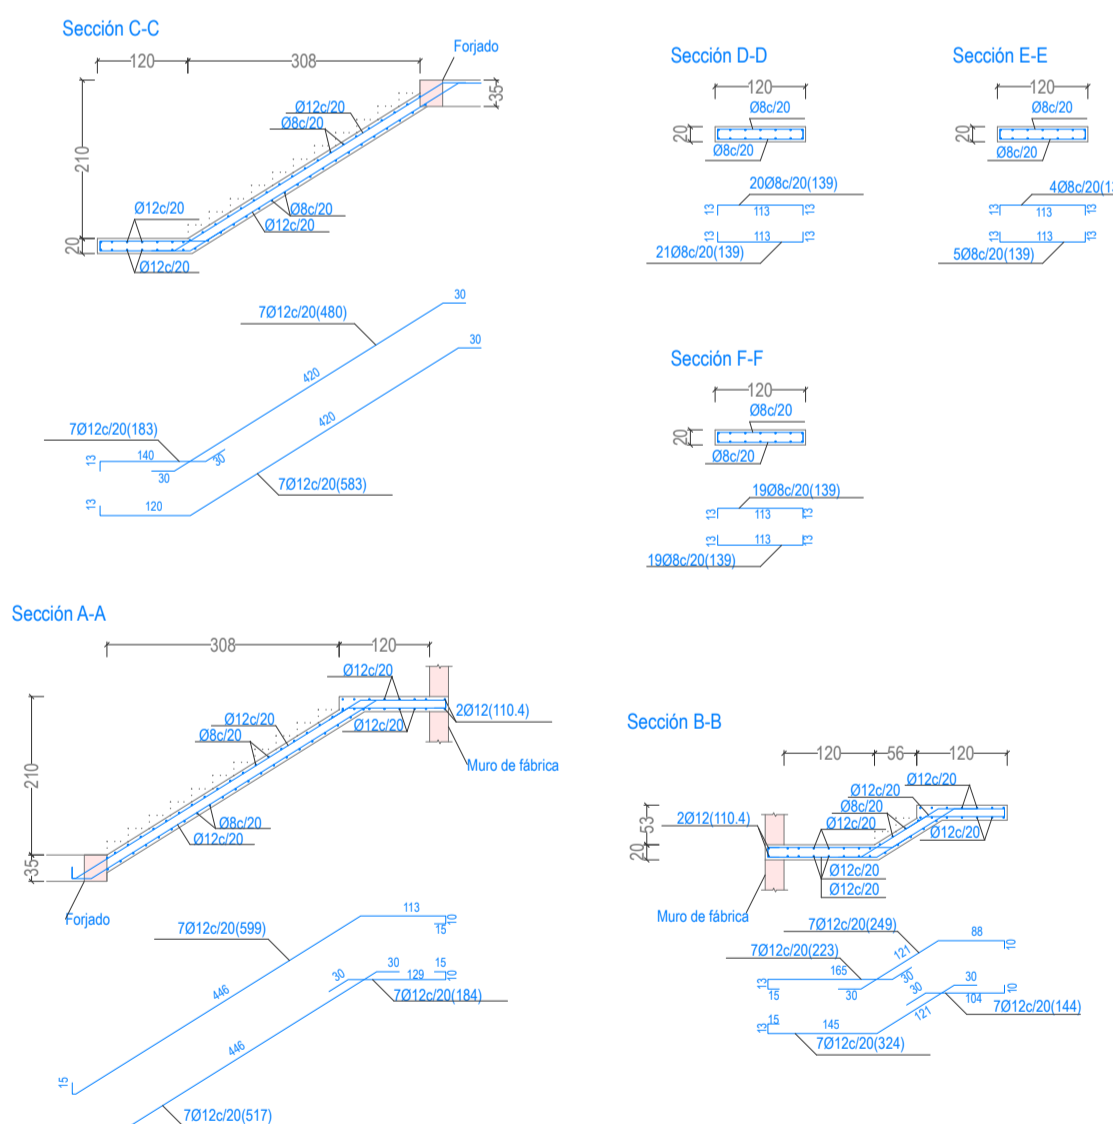 Sección C-C
120
308
Forjado
35
210
20
Ø12c/20
Ø8c/20
Ø8c/20
Ø12c/20
Ø12c/20
Ø12c/20
7Ø12c/20(480)
30
420
30
420
7Ø12c/20(183)
13
140
30
30
13
120
7Ø12c/20(583)
Sección D-D
120
Ø8c/20
20
Ø8c/20
20Ø8c/20(139)
13
113
13
13
113
13
21Ø8c/20(139)
Sección E-E
120
Ø8c/20
20
Ø8c/20
4Ø8c/20(13
13
113
13
13
113
13
5Ø8c/20(139)
Sección F-F
120
Ø8c/20
20
Ø8c/20
19Ø8c/20(139)
13
113
13
13
113
13
19Ø8c/20(139)
Sección A-A
308
120
Ø12c/20
2Ø12(110.4)
Ø12c/20
Muro de fábrica
Ø12c/20
Ø8c/20
210
Ø8c/20
Ø12c/20
35
Forjado
7Ø12c/20(599)
113
10
15
446
15
30
30
15
129
10
7Ø12c/20(184)
446
7Ø12c/20(517)
Sección B-B
120
56
120
Ø12c/20
Ø12c/20
Ø8c/20
Ø12c/20
Ø12c/20
2Ø12(110.4)
53
20
Ø12c/20
Ø12c/20
Muro de fábrica
7Ø12c/20(249)
88
10
121
7Ø12c/20(223)
165
13
15
30
30
30
30
104
10
7Ø12c/20(144)
15
13
145
121
7Ø12c/20(324)